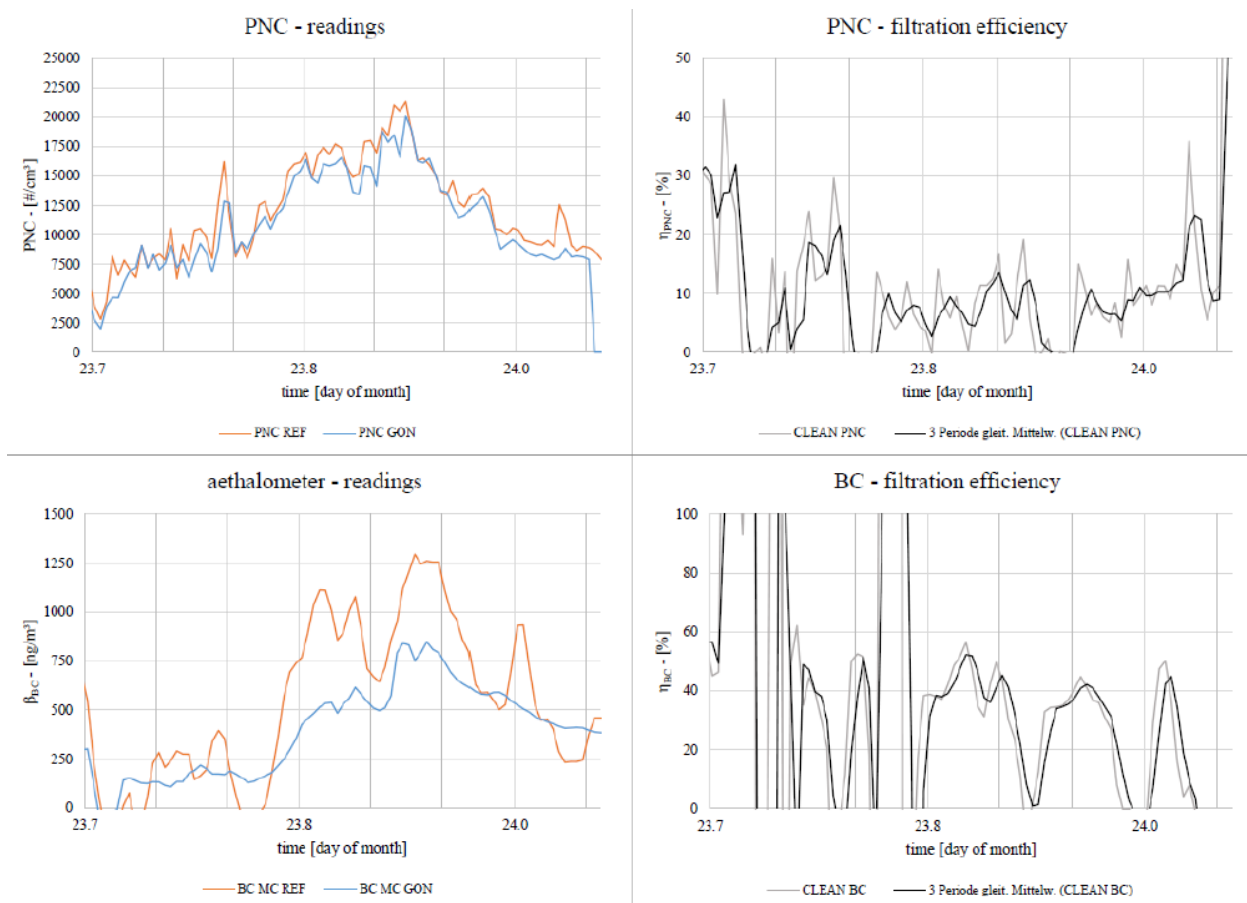 PNC - readings
25000
22500
20000
17500
15000
12500
10000
7500
5000
2500
0
PNC - [#/cm³]
23.7
23.8
24.0
time [day of month]
PNC REF
PNC GON
PNC - filtration efficiency
50
40
30
20
10
0
ηPNC - [%]
23.7
23.8
24.0
time [day of month]
CLEAN PNC
3 Periode gleit. Mittelw. (CLEAN PNC)
aethalometer - readings
1500
1250
1000
750
500
250
0
βBC - [ng/m³]
23.7
23.8
24.0
time [day of month]
BC MC REF
BC MC GON
BC - filtration efficiency
100
80
60
40
20
0
ηBC - [%]
23.7
23.8
24.0
time [day of month]
CLEAN BC
3 Periode gleit. Mittelw. (CLEAN BC)